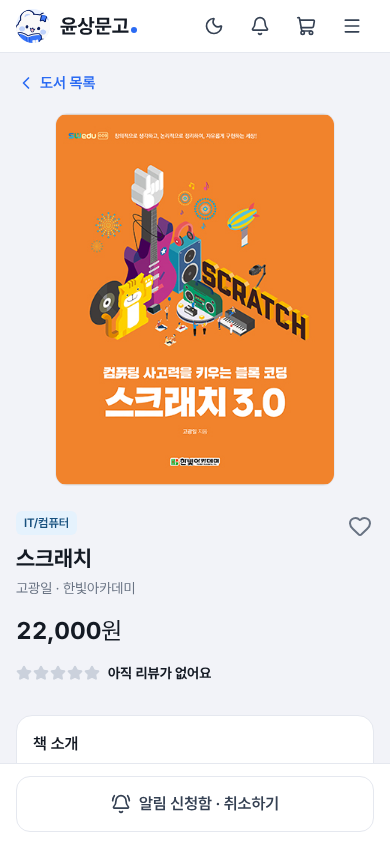 윤상문고
도서 목록
창의적으로 생각하고, 논리적으로 정리하여, 자유롭게 구현하는 세상!
SCRATCH
컴퓨팅 사고력을 키우는 블록 코딩
스크래치 3.0
고광일 지음
한빛아카데미
IT/컴퓨터
스크래치
고광일 · 한빛아카데미
22,000원
아직 리뷰가 없어요
책 소개
알림 신청함 · 취소하기